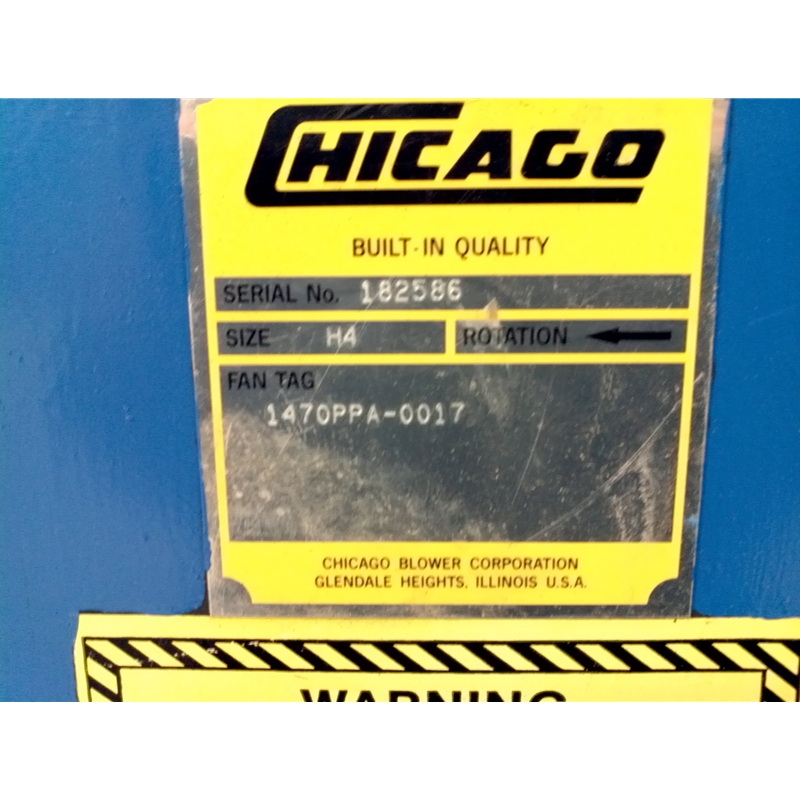 CHICAGO
BUILT-IN QUALITY
SERIAL No. 182586
SIZE H4 ROTATION
FAN TAG
1470PPA-0017
CHICAGO BLOWER CORPORATION
GLENDALE HEIGHTS, ILLINOIS U.S.A.
WARNING